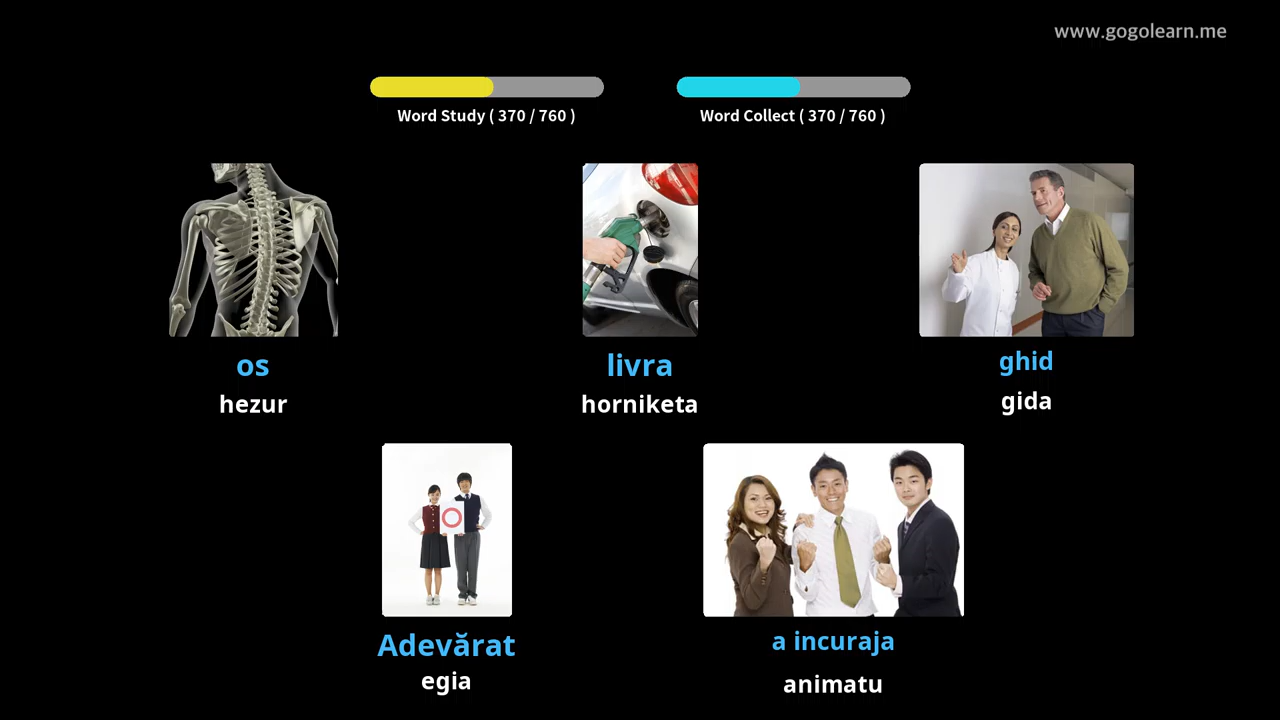 www.gogolearn.me
Word Study ( 370 / 760 )
Word Collect ( 370 / 760 )
os
hezur
livra
horniketa
ghid
gida
Adevărat
egia
a incuraja
animatu